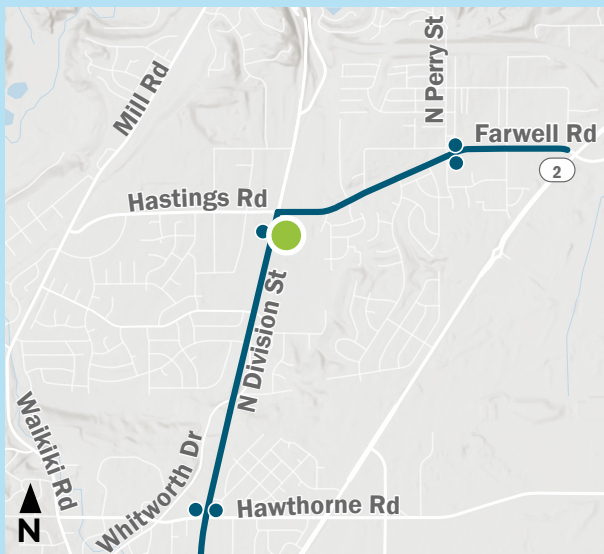 N Perry St
Mill Rd
Farwell Rd
2
Hastings Rd
N Division St
Waikiki Rd
Whitworth Dr
Hawthorne Rd
N